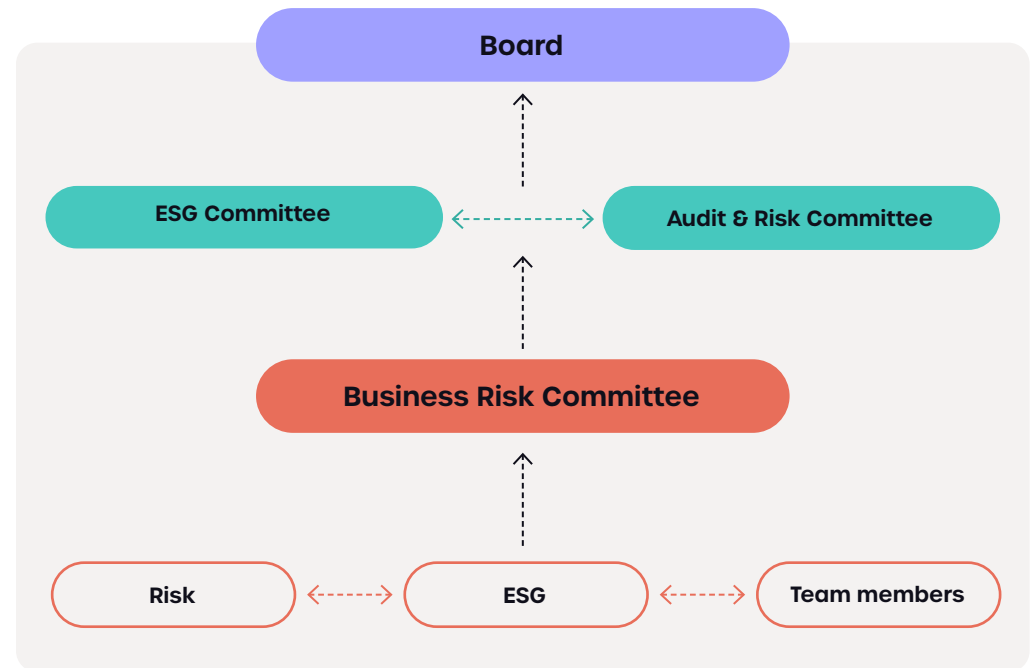 Board
ESG Committee
Audit & Risk Committee
Business Risk Committee
Risk
ESG
Team members